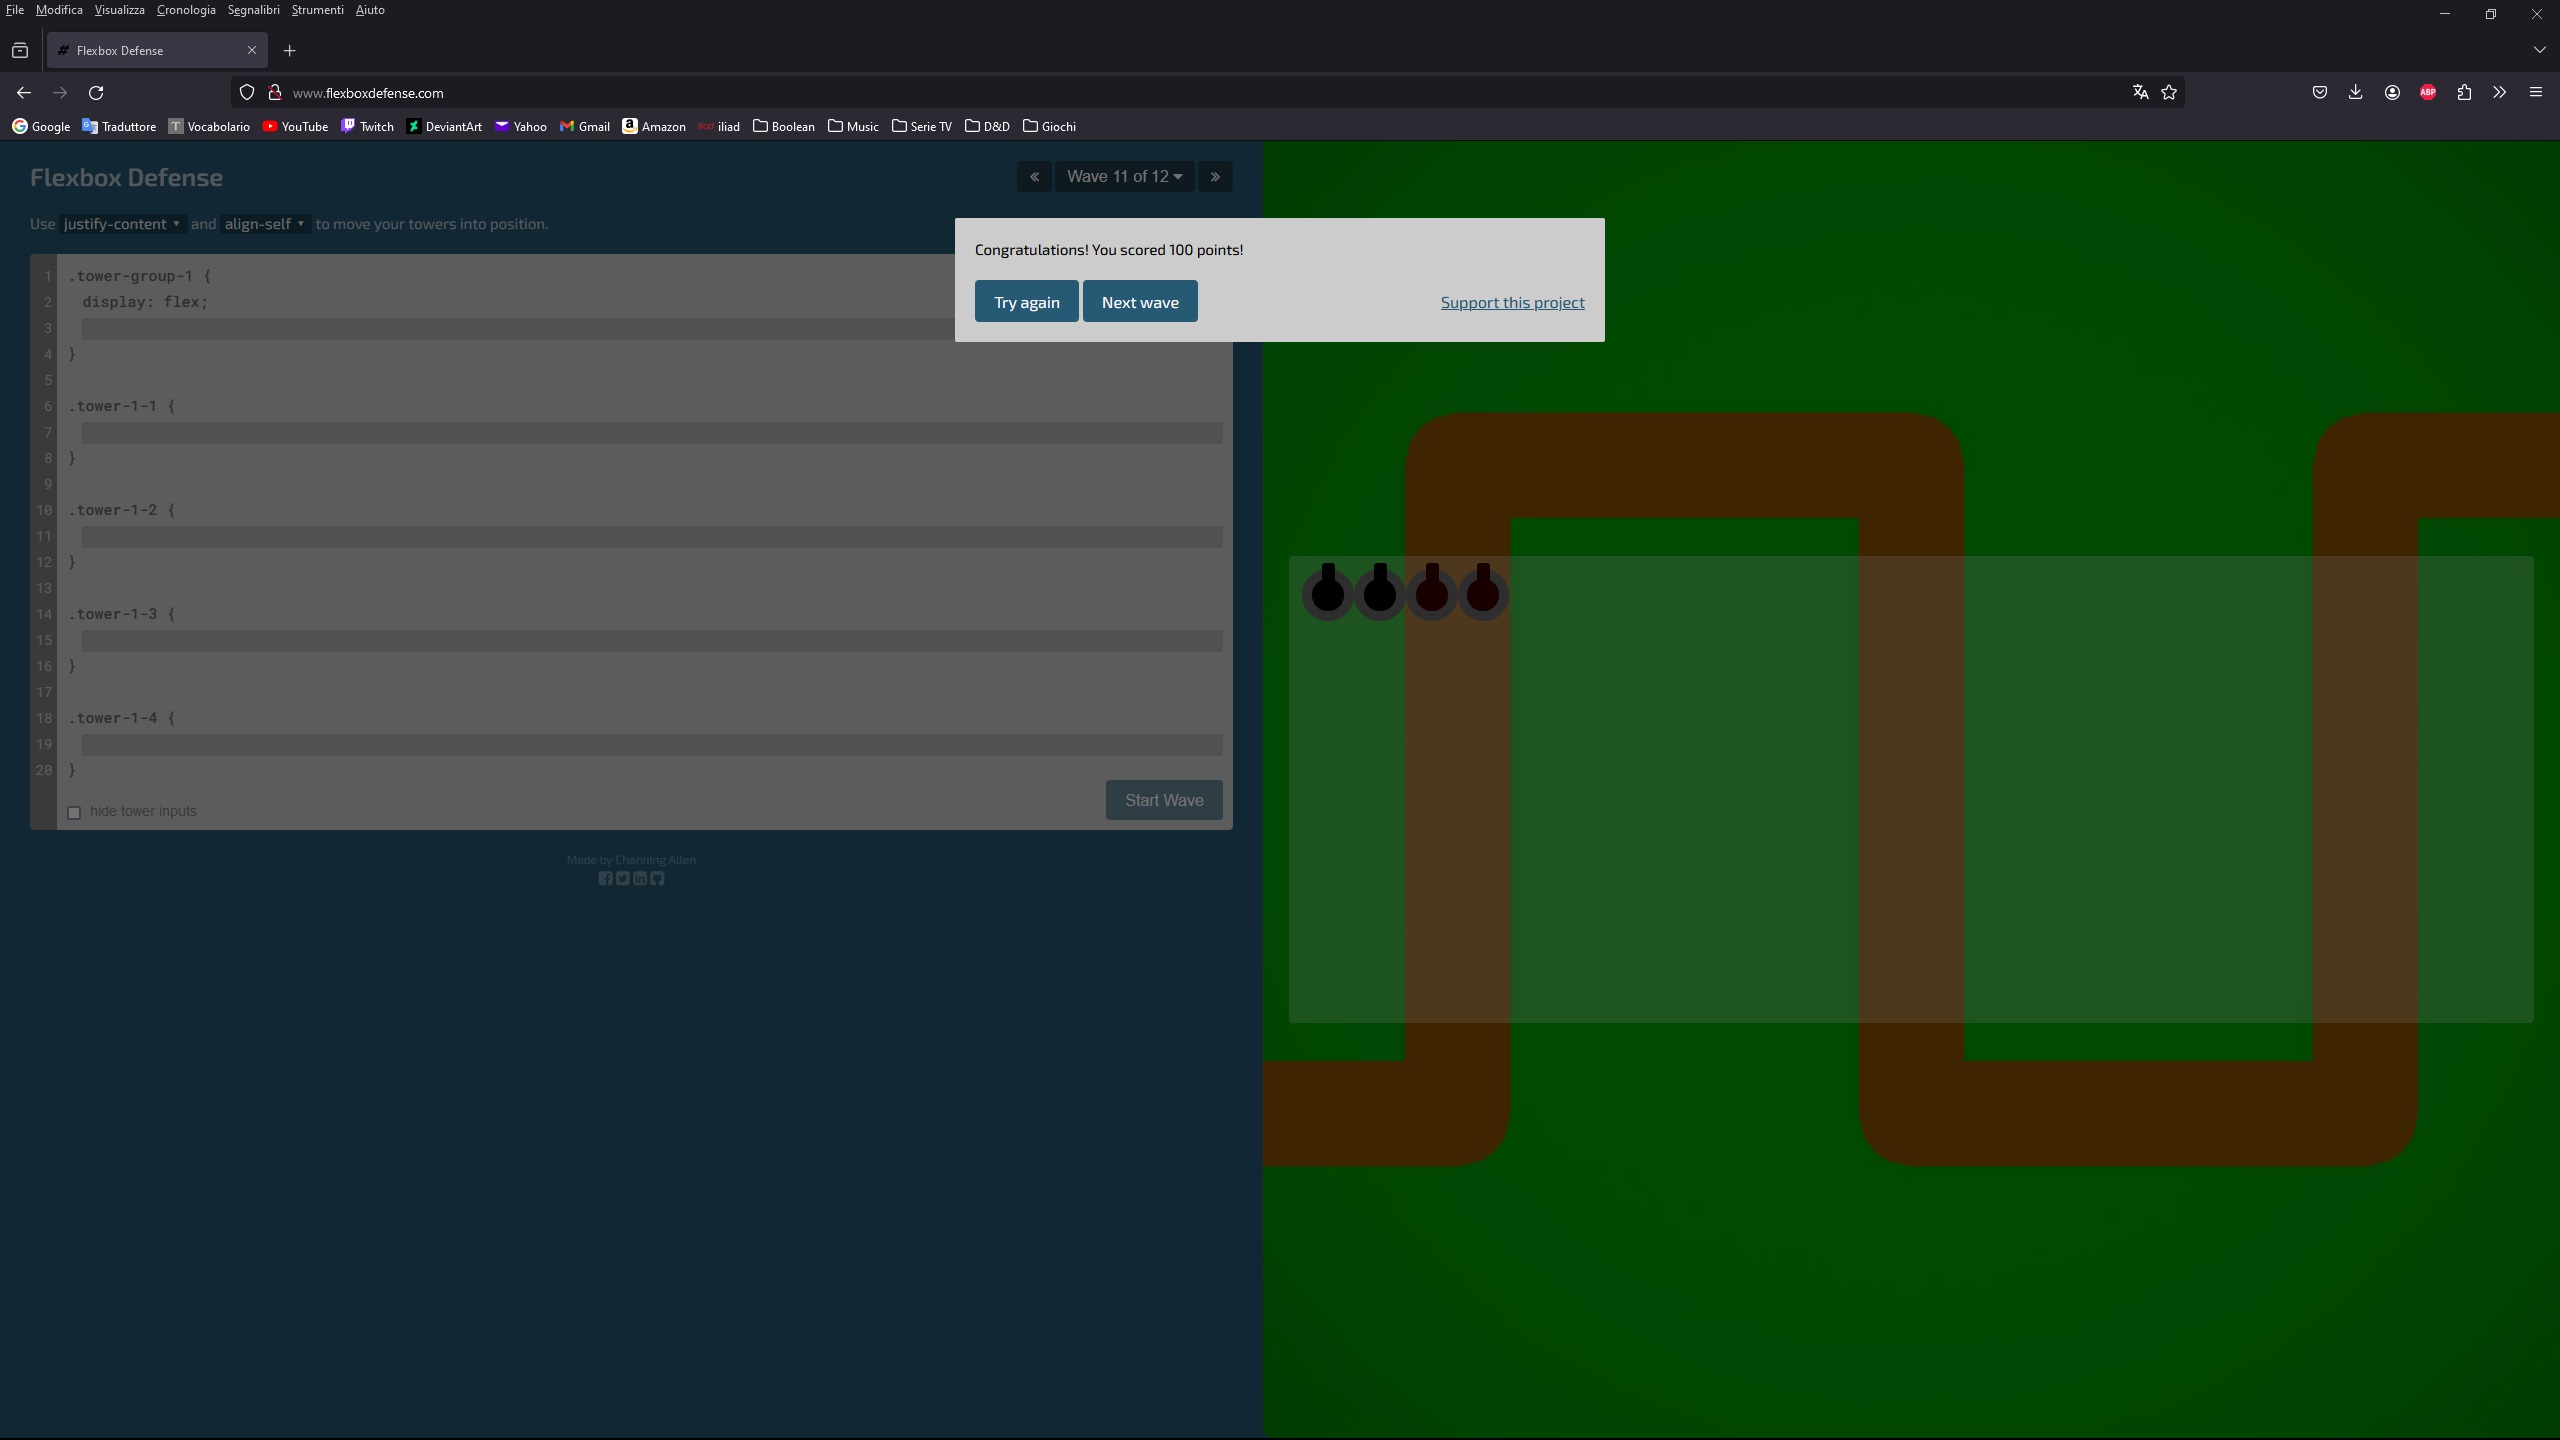 File Modifica Visualizza Cronologia Segnalibri Strumenti Aiuto
Flexbox Defense
www.flexboxdefense.com
ABP
Google Traduttore T Vocabolario YouTube Twitch DeviantArt Yahoo Gmail Amazon iliad iliad Boolean Music Serie TV D&D Giochi
Flexbox Defense
« Wave 11 of 12 »
Use justify-content and align-self to move your towers into position.
Congratulations! You scored 100 points!
Try again Next wave Support this project
1 .tower-group-1 {
2 display: flex;
3
4 }
5
6 .tower-1-1 {
7
8 }
9
10 .tower-1-2 {
11
12 }
13
14 .tower-1-3 {
15
16 }
17
18 .tower-1-4 {
19
20 }
hide tower inputs
Start Wave
Made by Channing Allen